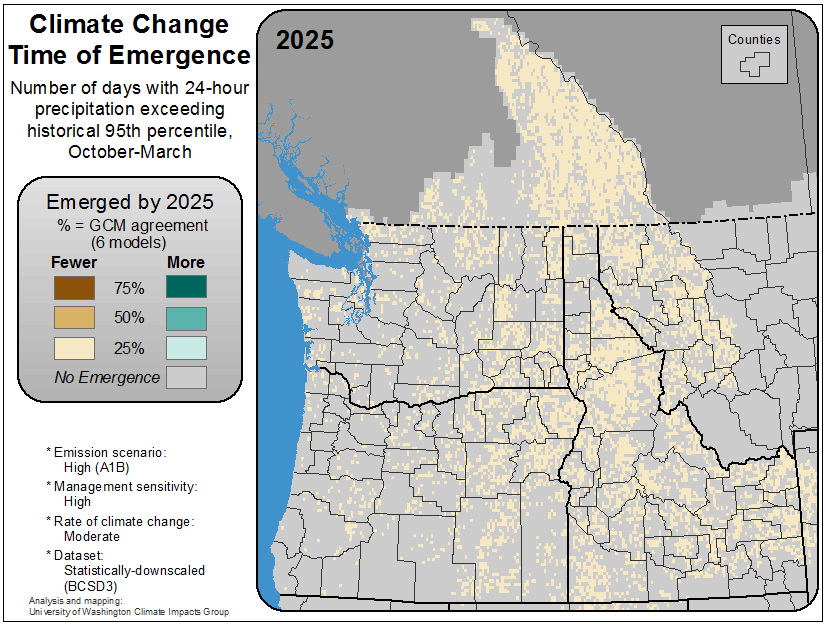 Climate Change
Time of Emergence
Number of days with 24-hour
precipitation exceeding
historical 95th percentile,
October-March
Emerged by 2025
% = GCM agreement
(6 models)
Fewer More
75%
50%
25%
No Emergence
* Emission scenario:
High (A1B)
* Management sensitivity:
High
* Rate of climate change:
Moderate
* Dataset:
Statistically-downscaled
(BCSD3)
Analysis and mapping:
University of Washington Climate Impacts Group
2025
Counties